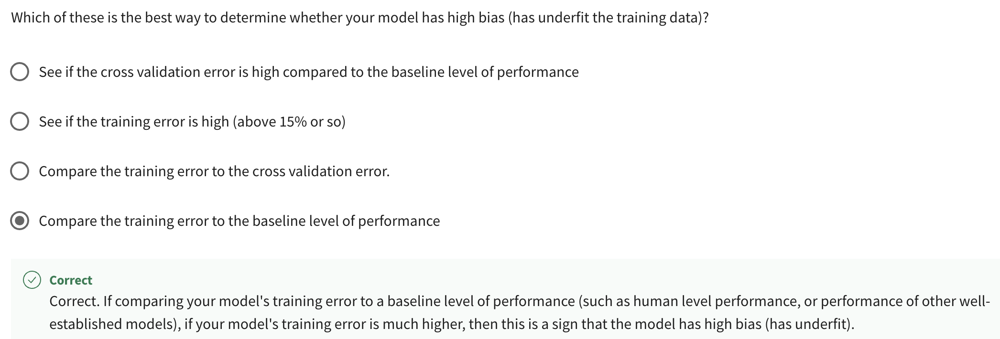 Which of these is the best way to determine whether your model has high bias (has underfit the training data)?
See if the cross validation error is high compared to the baseline level of performance
See if the training error is high (above 15% or so)
Compare the training error to the cross validation error.
Compare the training error to the baseline level of performance
Correct
Correct. If comparing your model's training error to a baseline level of performance (such as human level performance, or performance of other well-
established models), if your model's training error is much higher, then this is a sign that the model has high bias (has underfit).